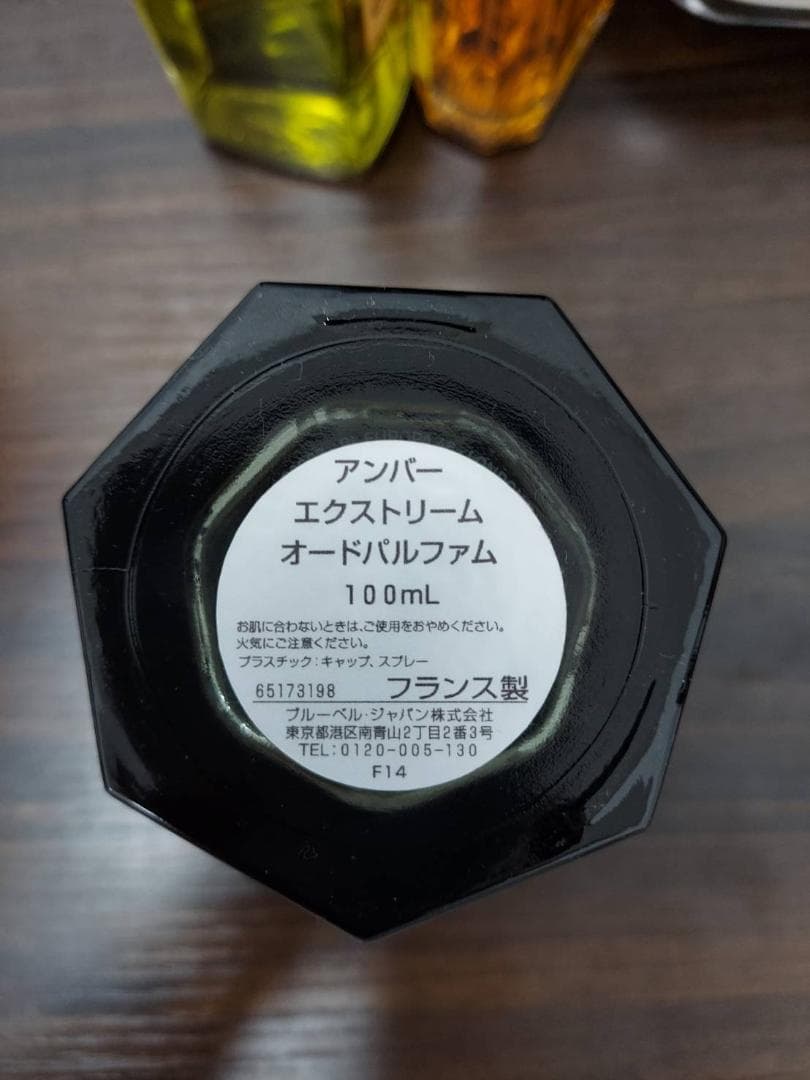 アンバー
エクストリーム
オードパルファム
100mL
お肌に合わないときは、ご使用をおやめください。
火気にご注意ください。
プラスチック：キャップ、スプレー
65173198 フランス製
ブルーベル・ジャパン株式会社
東京都港区南青山2丁目2番3号
TEL:0120-005-130
F14